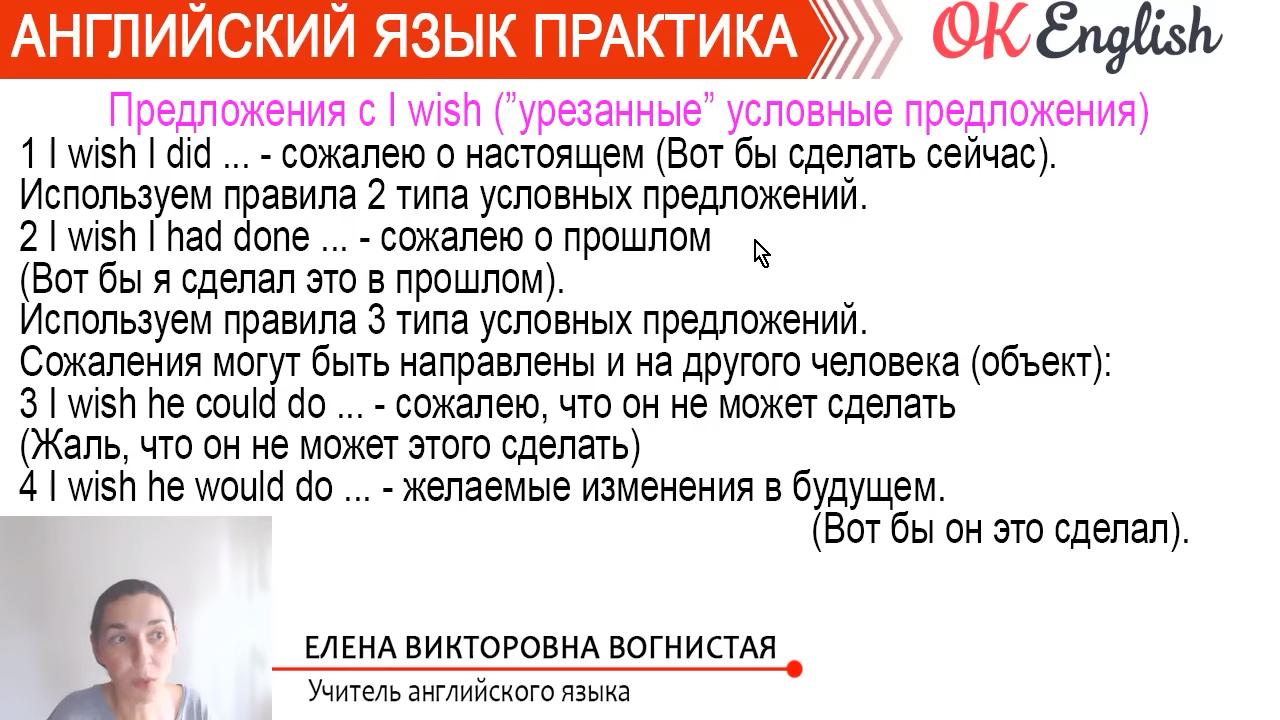 АНГЛИЙСКИЙ ЯЗЫК ПРАКТИКА
OK English
Предложения с I wish (”урезанные” условные предложения)
1 I wish I did ... - сожалею о настоящем (Вот бы сделать сейчас).
Используем правила 2 типа условных предложений.
2 I wish I had done ... - сожалею о прошлом
(Вот бы я сделал это в прошлом).
Используем правила 3 типа условных предложений.
Сожаления могут быть направлены и на другого человека (объект):
3 I wish he could do ... - сожалею, что он не может сделать
(Жаль, что он не может этого сделать)
4 I wish he would do ... - желаемые изменения в будущем.
(Вот бы он это сделал).
ЕЛЕНА ВИКТОРОВНА ВОГНИСТАЯ
Учитель английского языка